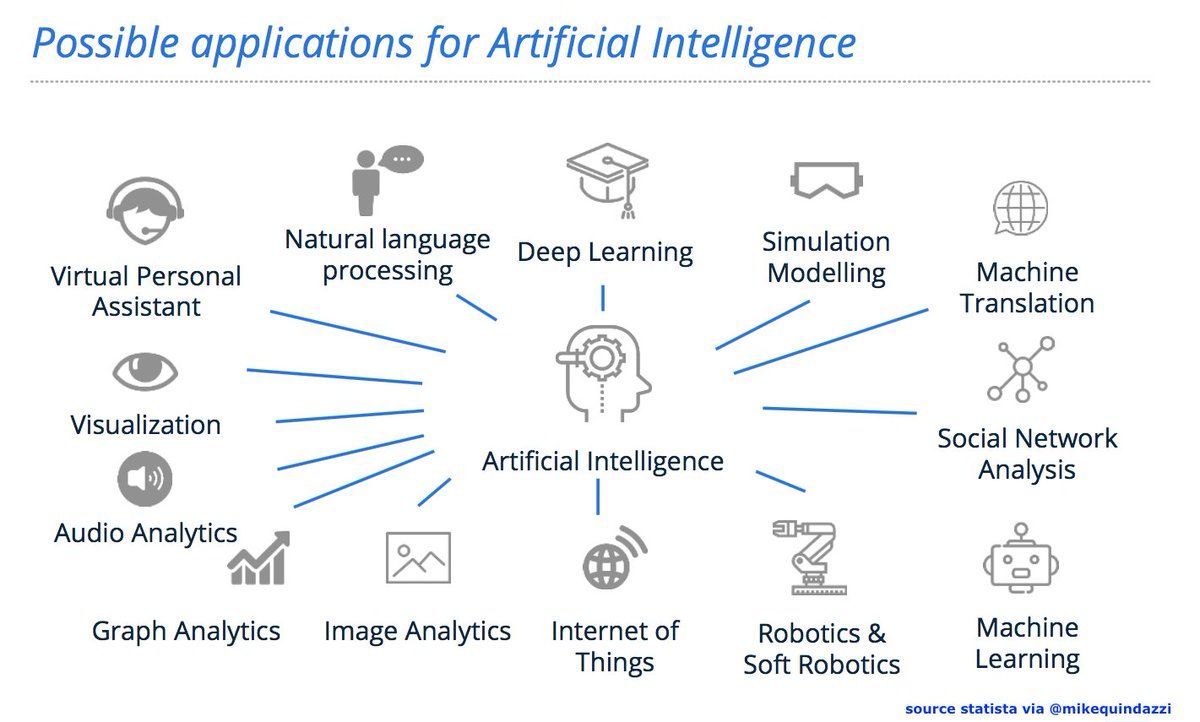 Possible applications for Artificial Intelligence
Virtual Personal
Assistant
Natural language
processing
Deep Learning
Simulation
Modelling
Machine
Translation
Visualization
Social Network
Analysis
Artificial Intelligence
Audio Analytics
Graph Analytics
Image Analytics
Internet of
Things
Robotics &
Soft Robotics
Machine
Learning
source statista via @mikequindazzi